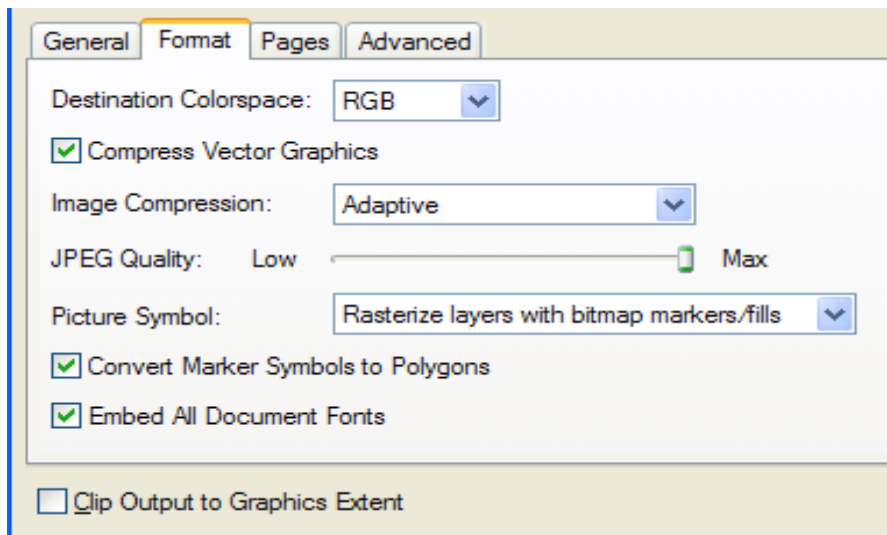 General Format Pages Advanced
Destination Colorspace: RGB
Compress Vector Graphics
Image Compression: Adaptive
JPEG Quality: Low Max
Picture Symbol: Rasterize layers with bitmap markers/fills
Convert Marker Symbols to Polygons
Embed All Document Fonts
Clip Output to Graphics Extent